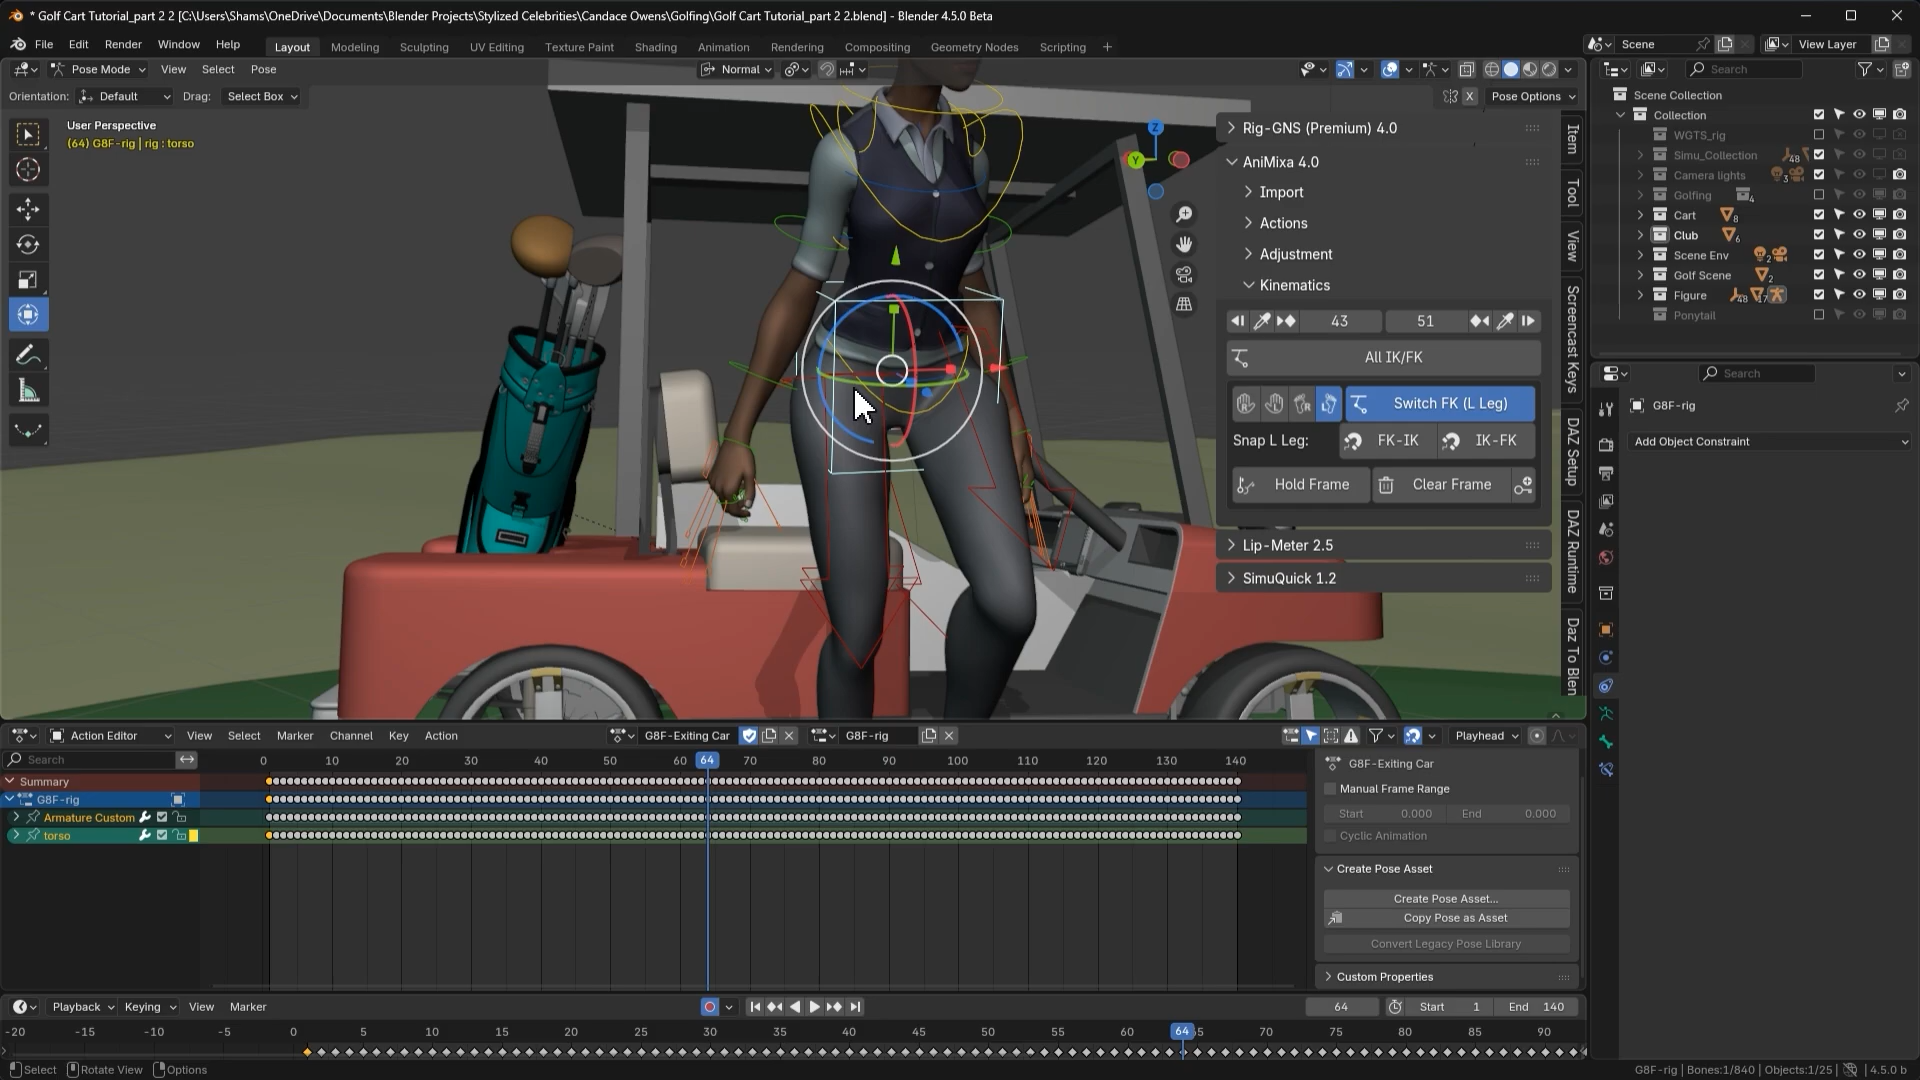 * Golf Cart Tutorial_part 2 2 [C:\Users\Shams\OneDrive\Documents\Blender Projects\Stylized Celebrities\Candace Owens\Golfing\Golf Cart Tutorial_part 2 2.blend] - Blender 4.5.0 Beta
File Edit Render Window Help Layout Modeling Sculpting UV Editing Texture Paint Shading Animation Rendering Compositing Geometry Nodes Scripting + Scene View Layer
Pose Mode View Select Pose Normal Search
Orientation: Default Drag: Select Box X Pose Options
User Perspective
(64) G8F-rig | rig : torso
Z
Y
Rig-GNS (Premium) 4.0
AniMixa 4.0
Import
Actions
Adjustment
Kinematics
43 51
All IK/FK
Switch FK (L Leg)
Snap L Leg: FK-IK IK-FK
Hold Frame Clear Frame
Lip-Meter 2.5
SimuQuick 1.2
Item
Tool
View
Screencast Keys
DAZ Setup
DAZ Runtime
Daz To Blen
Scene Collection
Collection
WGTS_rig
Simu_Collection 48
Camera lights 3
Golfing 4
Cart 8
Club 6
Scene Env 2
Golf Scene 2
Figure 48 17
Ponytail
Search
G8F-rig
Add Object Constraint
Action Editor View Select Marker Channel Key Action G8F-Exiting Car G8F-rig Playhead
Search 0 10 20 30 40 50 60 64 70 80 90 100 110 120 130 140
Summary
G8F-rig
Armature Custom
torso
G8F-Exiting Car
Manual Frame Range
Start 0.000 End 0.000
Cyclic Animation
Create Pose Asset
Create Pose Asset...
Copy Pose as Asset
Convert Legacy Pose Library
Custom Properties
Playback Keying View Marker 64 Start 1 End 140
-20 -15 -10 -5 0 5 10 15 20 25 30 35 40 45 50 55 60 64 65 70 75 80 85 90
Select Rotate View Options G8F-rig | Bones:1/840 | Objects:1/25 | 4.5.0 b